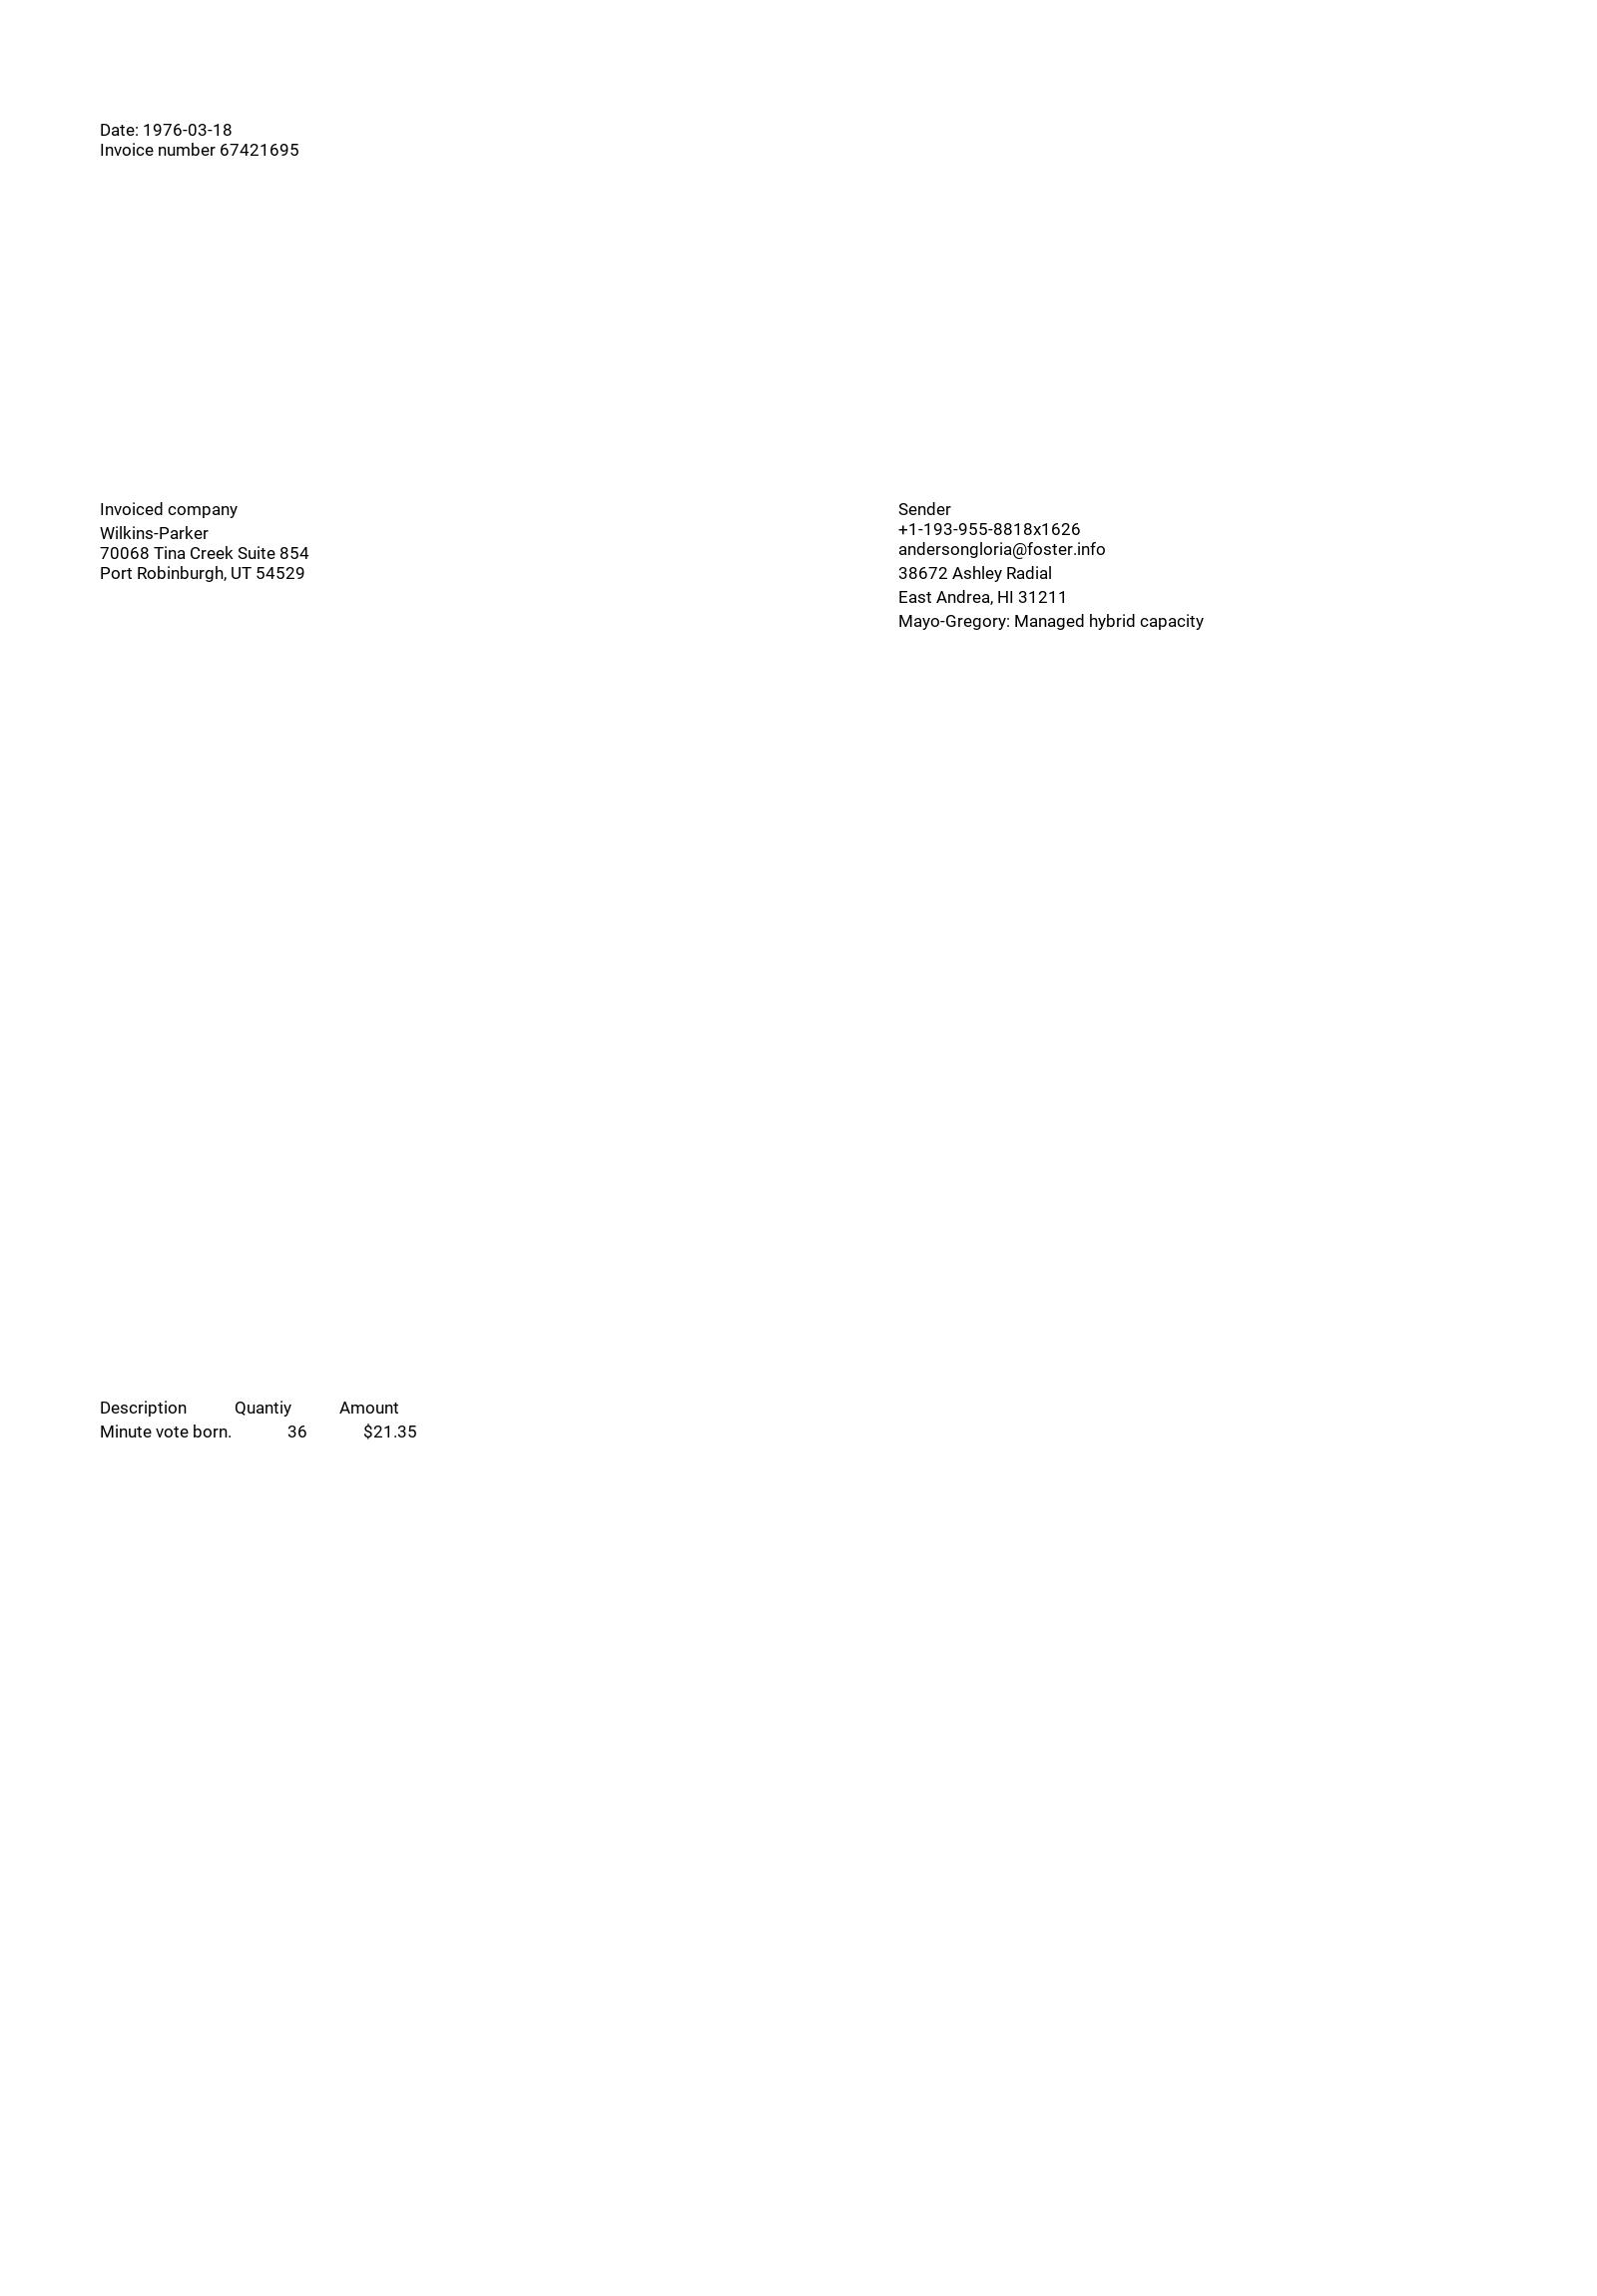 Date: 1976-03-18
Invoice number 67421695
Invoiced company
Wilkins-Parker
70068 Tina Creek Suite 854
Port Robinburgh, UT 54529
Sender
+1-193-955-8818x1626
andersongloria@foster.info
38672 Ashley Radial
East Andrea, HI 31211
Mayo-Gregory: Managed hybrid capacity
Description Quantiy Amount
Minute vote born. 36 $21.35